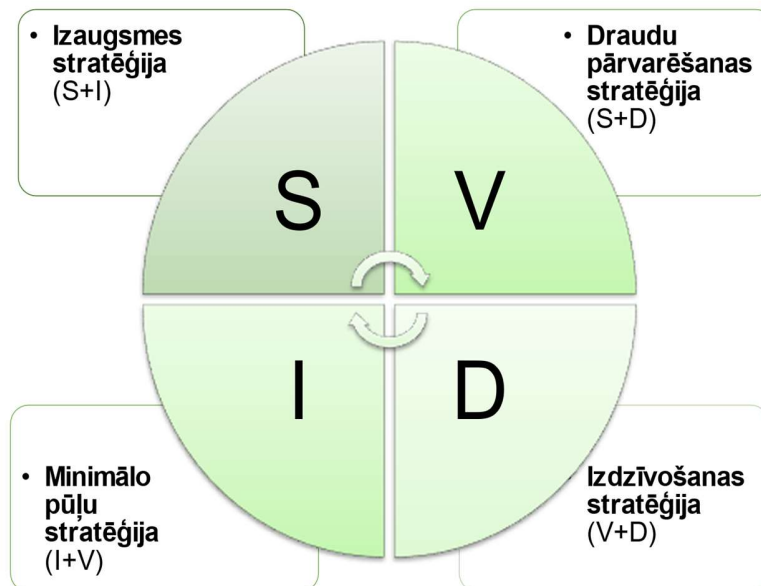 • Izaugsmes
stratēģija
(S+I)
• Draudu
pārvarēšanas
stratēģija
(S+D)
S
V
I
D
• Minimālo
pūļu
stratēģija
(I+V)
Izdzīvošanas
stratēģija
(V+D)